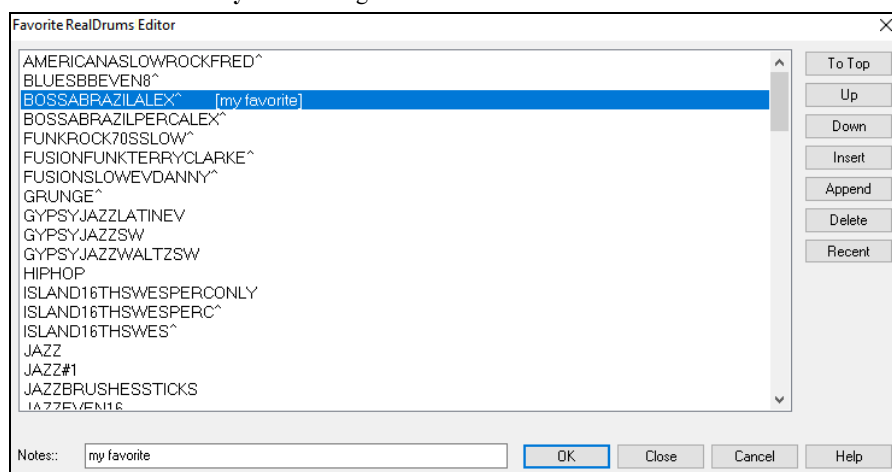 Favorite RealDrums Editor
AMERICANASLOWROCKFRED^
BLUESBBEVEN8^
BOSSABRAZILALEX^ [my favorite]
BOSSABRAZILPERCALEX^
FUNKROCK70SSLOW^
FUSIONFUNKTERRYCLARKE^
FUSIONSLOWEVDANNY^
GRUNGE^
GYPSYJAZZLATINEV
GYPSYJAZZSW
GYPSYJAZZWALTZSW
HIPHOP
ISLAND16THSWESPERCONLY
ISLAND16THSWESPERC^
ISLAND16THSWES^
JAZZ
JAZZ#1
JAZZBRUSHESSTICKS
JAZZEVEN16
To Top
Up
Down
Insert
Append
Delete
Recent
Notes:: my favorite
OK Close Cancel Help